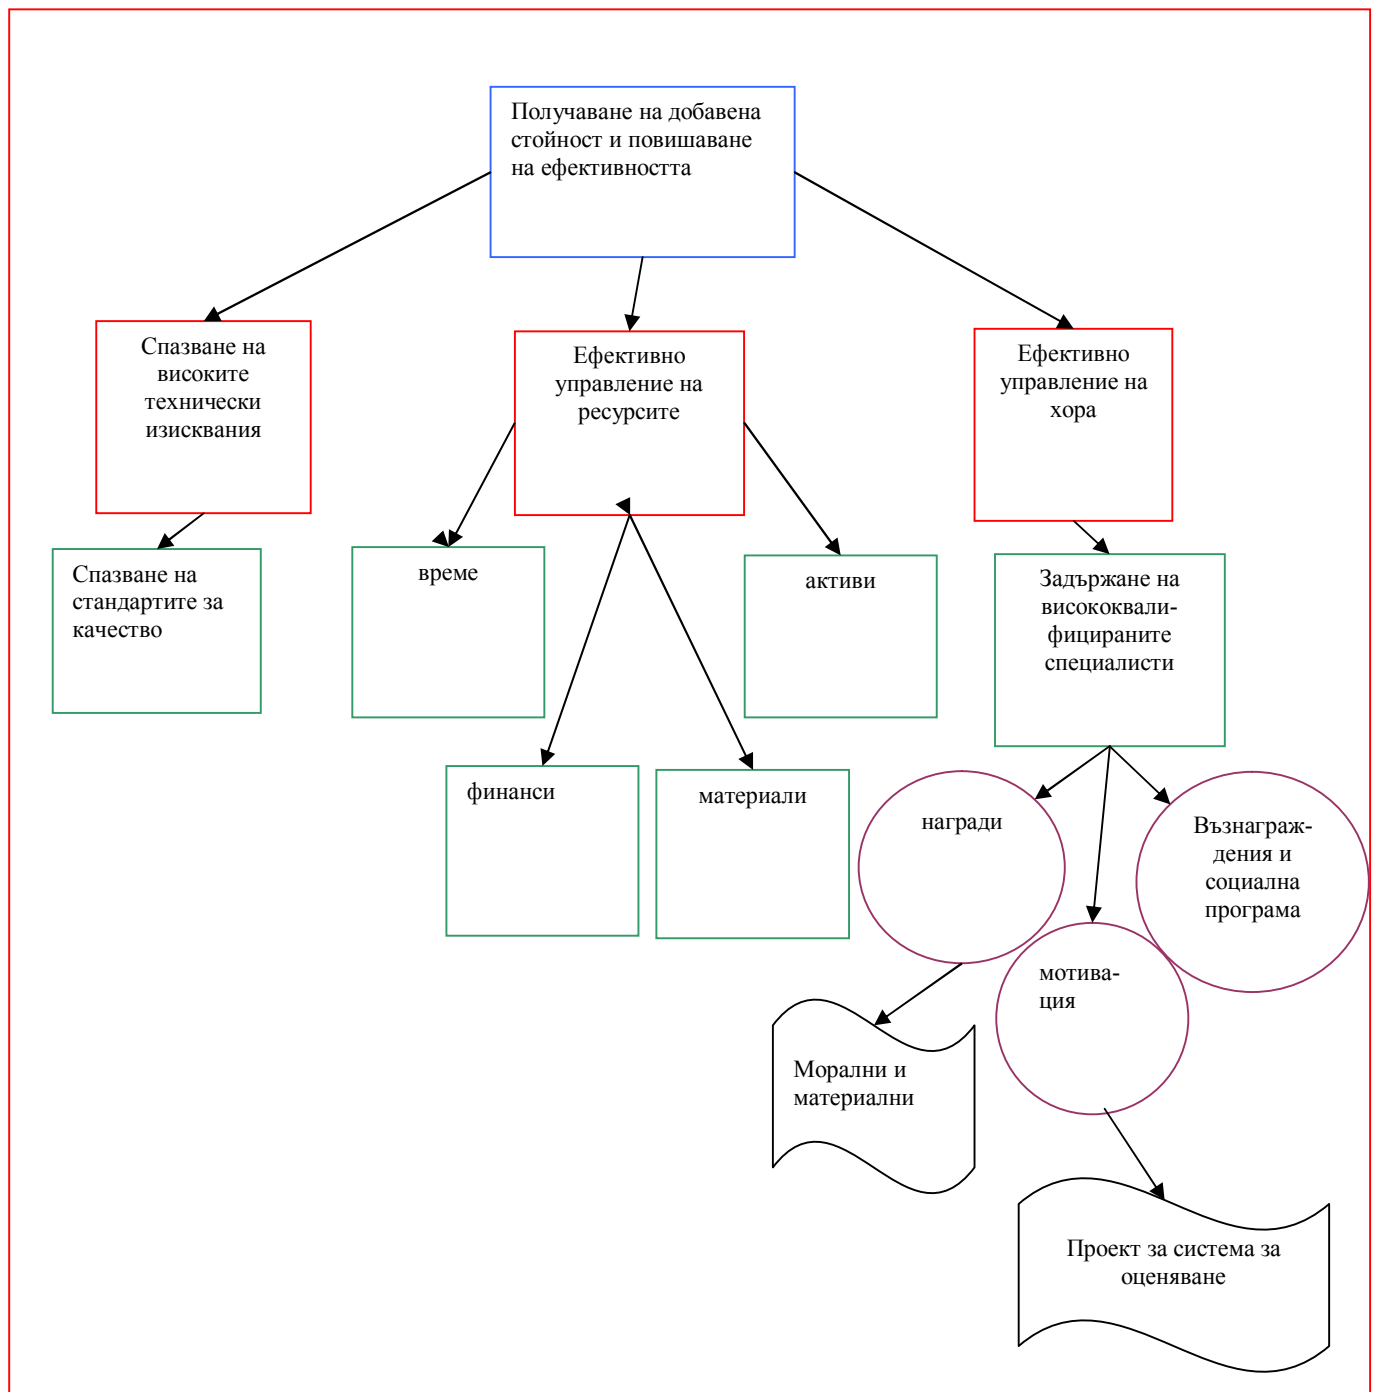 Получаване на добавена
стойност и повишаване
на ефективността
Спазване на
високите
технически
изисквания
Ефективно
управление на
ресурсите
Ефективно
управление на
хора
Спазване на
стандартите за
качество
време
активи
Задържане на
висококвали-
фицираните
специалисти
финанси
материали
награди
Възнаграж-
дения и
социална
програма
мотива-
ция
Морални и
материални
Проект за система за
оценяване